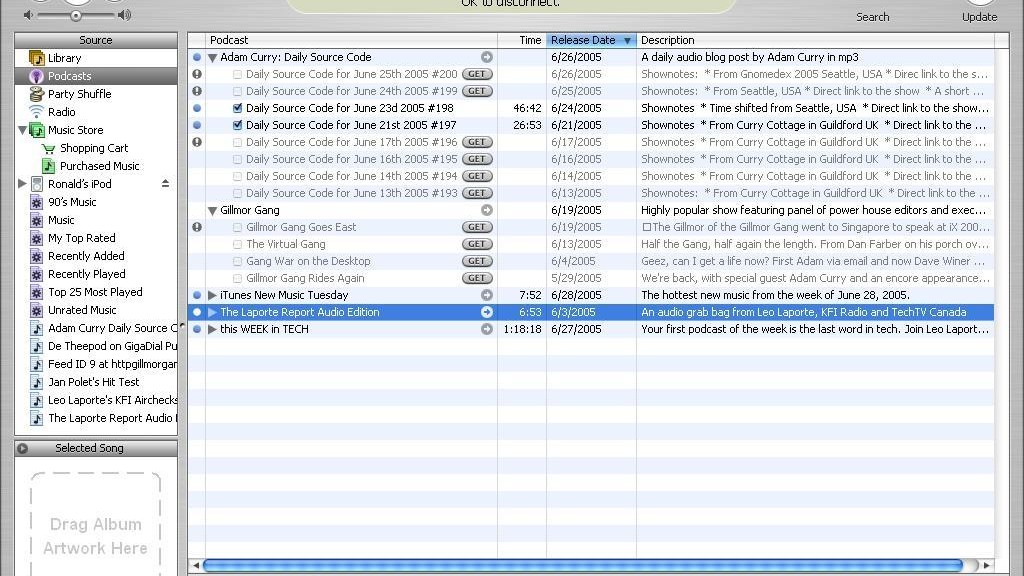 OK to disconnect.
Search
Update
Source
Library
Podcasts
Party Shuffle
Radio
Music Store
Shopping Cart
Purchased Music
Ronald's iPod
90's Music
Music
My Top Rated
Recently Added
Recently Played
Top 25 Most Played
Unrated Music
Adam Curry Daily Source C
De Theepod on GigaDial Pu
Feed ID 9 at httpgillmorgan
Jan Polet's Hit Test
Leo Laporte's KFI Airchecks
The Laporte Report Audio
Selected Song
Drag Album
Artwork Here
Podcast Time Release Date Description
Adam Curry: Daily Source Code 6/26/2005 A daily audio blog post by Adam Curry in mp3
Daily Source Code for June 25th 2005 #200 GET 6/26/2005 Shownotes: * From Gnomedex 2005 Seattle, USA * Direc link to the s...
Daily Source Code for June 24th 2005 #199 GET 6/25/2005 Shownotes: * From Seattle, USA * Direct link to the show * A short ...
Daily Source Code for June 23d 2005 #198 46:42 6/24/2005 Shownotes: * Time shifted from Seattle, USA * Direct link to the show...
Daily Source Code for June 21st 2005 #197 26:53 6/21/2005 Shownotes * From Curry Cottage in Guildford UK * Direct link to the ...
Daily Source Code for June 17th 2005 #196 GET 6/17/2005 Shownotes: * From Curry Cottage in Guildford UK * Direct link to the ...
Daily Source Code for June 16th 2005 #195 GET 6/16/2005 Shownotes: * From Curry Cottage in Guildford UK * Direct link to the ...
Daily Source Code for June 14th 2005 #194 GET 6/14/2005 Shownotes: * From Curry Cottage in Guildford UK * Direct link to the ...
Daily Source Code for June 13th 2005 #193 GET 6/13/2005 Shownotes: * From Curry Cottage in Guildford UK * Direct link to the ...
Gillmor Gang 6/19/2005 Highly popular show featuring panel of power house editors and exec...
Gillmor Gang Goes East GET 6/19/2005 The Gillmor of the Gillmor Gang went to Singapore to speak at iX 200...
The Virtual Gang GET 6/13/2005 Half the Gang, half again the length. From Dan Farber on his porch ov...
Gang War on the Desktop GET 6/4/2005 Geez, can I get a life now? First Adam via email and now Dave Winer ...
Gillmor Gang Rides Again GET 5/29/2005 We're back, with special guest Adam Curry and an encore appearance...
iTunes New Music Tuesday 7:52 6/28/2005 The hottest new music from the week of June 28, 2005.
The Laporte Report Audio Edition 6:53 6/3/2005 An audio grab bag from Leo Laporte, KFI Radio and TechTV Canada
this WEEK in TECH 1:18:18 6/27/2005 Your first podcast of the week is the last word in tech. Join Leo Laport...